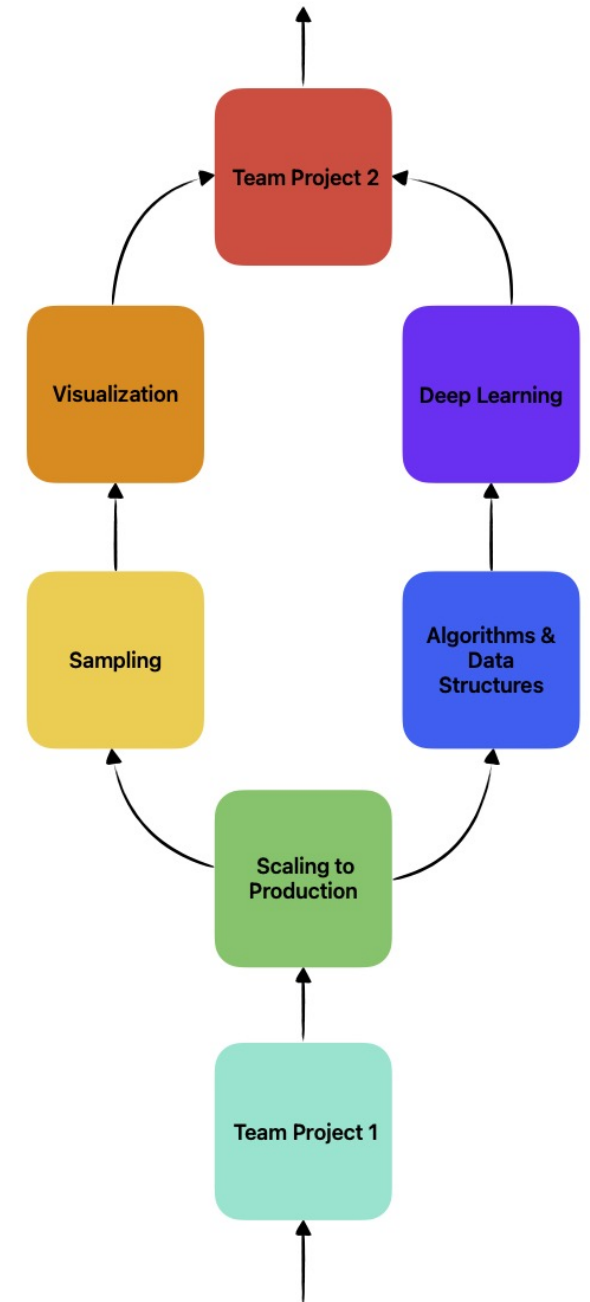 Team Project 2
Visualization
Deep Learning
Sampling
Algorithms &
Data
Structures
Scaling to
Production
Team Project 1